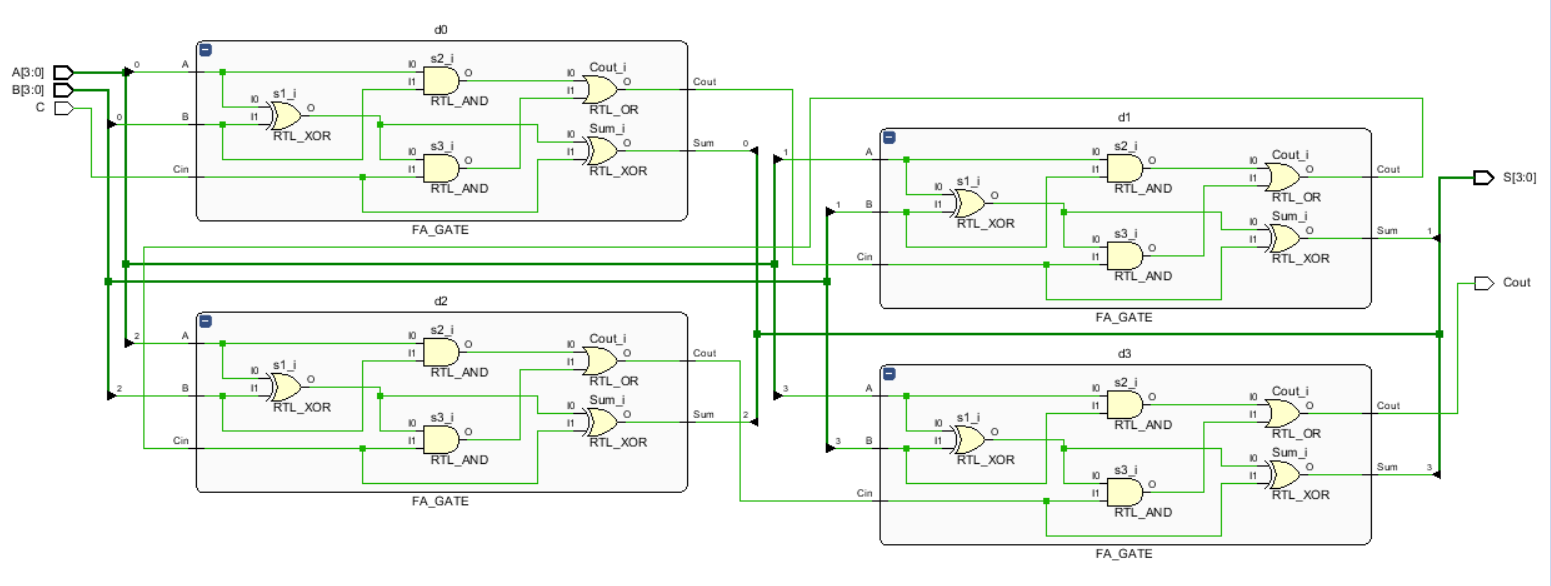 A[3:0]
B[3:0]
C
d0
0
A
0
B
Cin
s1_i
I0
I1
O
RTL_XOR
s2_i
I0
I1
O
RTL_AND
s3_i
I0
I1
O
RTL_AND
Cout_i
I0
I1
O
RTL_OR
Sum_i
I0
I1
O
RTL_XOR
Cout
Sum
0
FA_GATE
d1
1
A
1
B
Cin
s1_i
I0
I1
O
RTL_XOR
s2_i
I0
I1
O
RTL_AND
s3_i
I0
I1
O
RTL_AND
Cout_i
I0
I1
O
RTL_OR
Sum_i
I0
I1
O
RTL_XOR
Cout
Sum
1
FA_GATE
S[3:0]
Cout
d2
2
A
2
B
Cin
s1_i
I0
I1
O
RTL_XOR
s2_i
I0
I1
O
RTL_AND
s3_i
I0
I1
O
RTL_AND
Cout_i
I0
I1
O
RTL_OR
Sum_i
I0
I1
O
RTL_XOR
Cout
Sum
2
FA_GATE
d3
3
A
3
B
Cin
s1_i
I0
I1
O
RTL_XOR
s2_i
I0
I1
O
RTL_AND
s3_i
I0
I1
O
RTL_AND
Cout_i
I0
I1
O
RTL_OR
Sum_i
I0
I1
O
RTL_XOR
Cout
Sum
3
FA_GATE